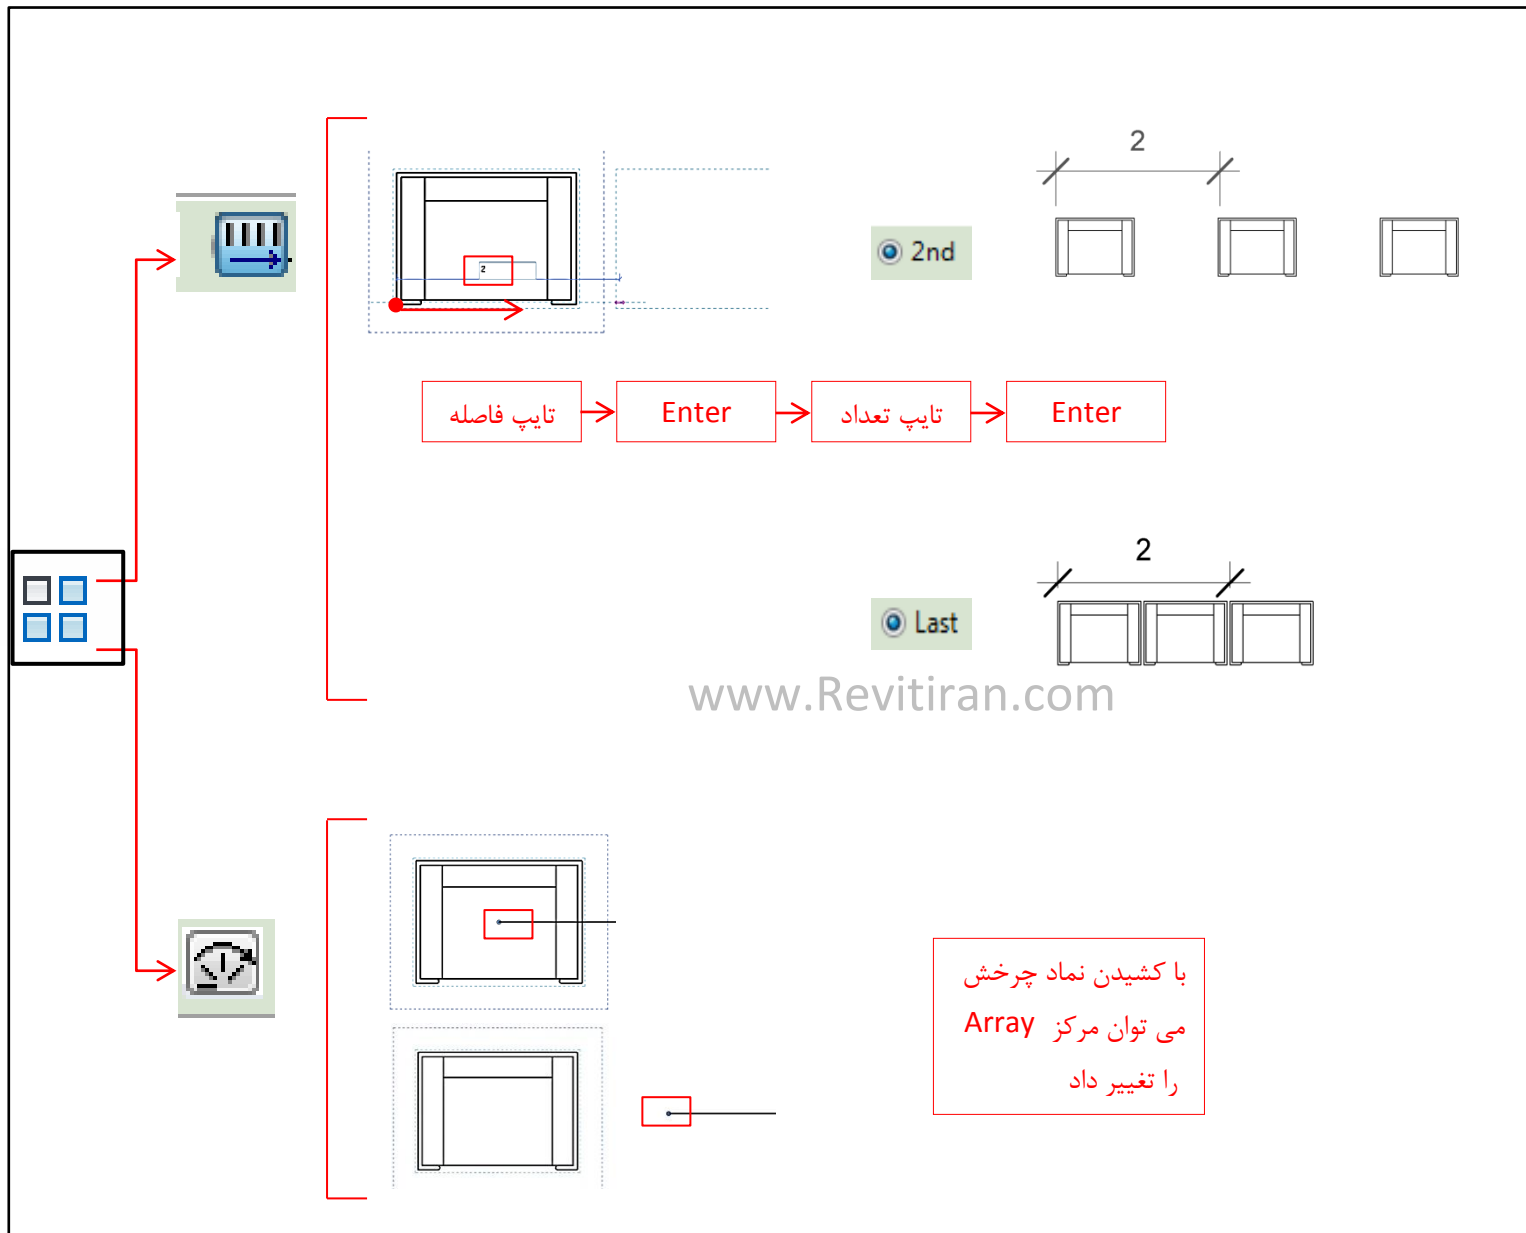 2
2nd
2
تایپ فاصله
Enter
تایپ تعداد
Enter
2
Last
www.Revitiran.com
با کشیدن نماد چرخش
می توان مرکز Array
را تغییر داد